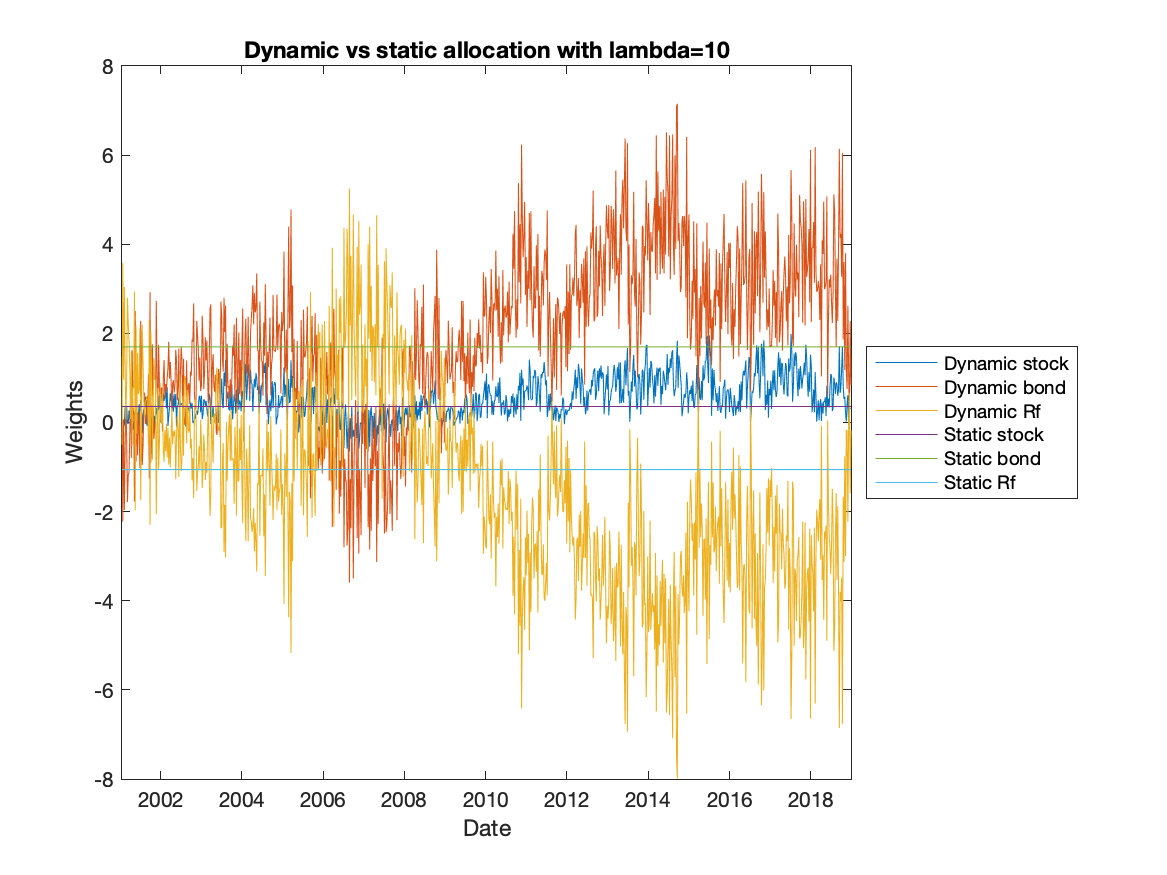 Dynamic vs static allocation with lambda=10
8
6
4
2
0
-2
-4
-6
-8
Weights
2002 2004 2006 2008 2010 2012 2014 2016 2018
Date
Dynamic stock
Dynamic bond
Dynamic Rf
Static stock
Static bond
Static Rf